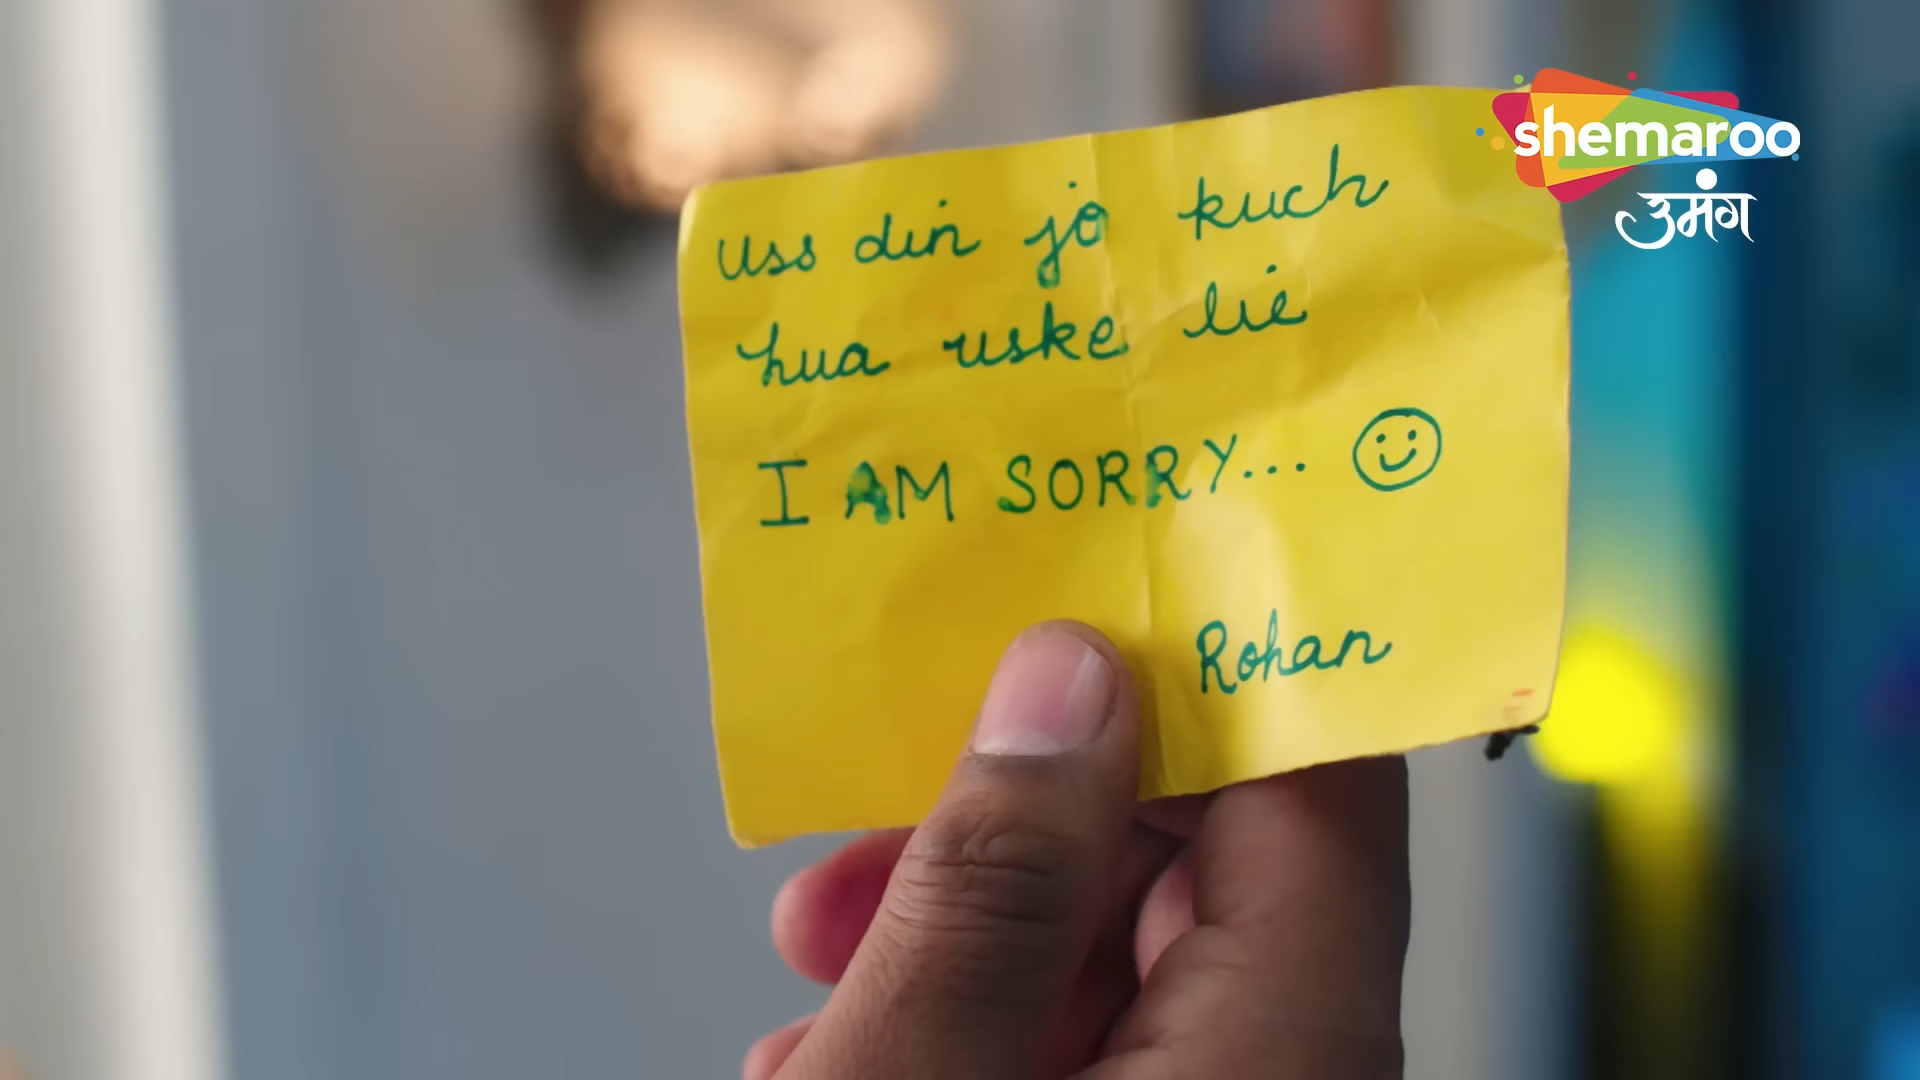 shemaroo
उमंग
Uss din jo kuch
hua uske lie
I AM SORRY... ☺
Rohan